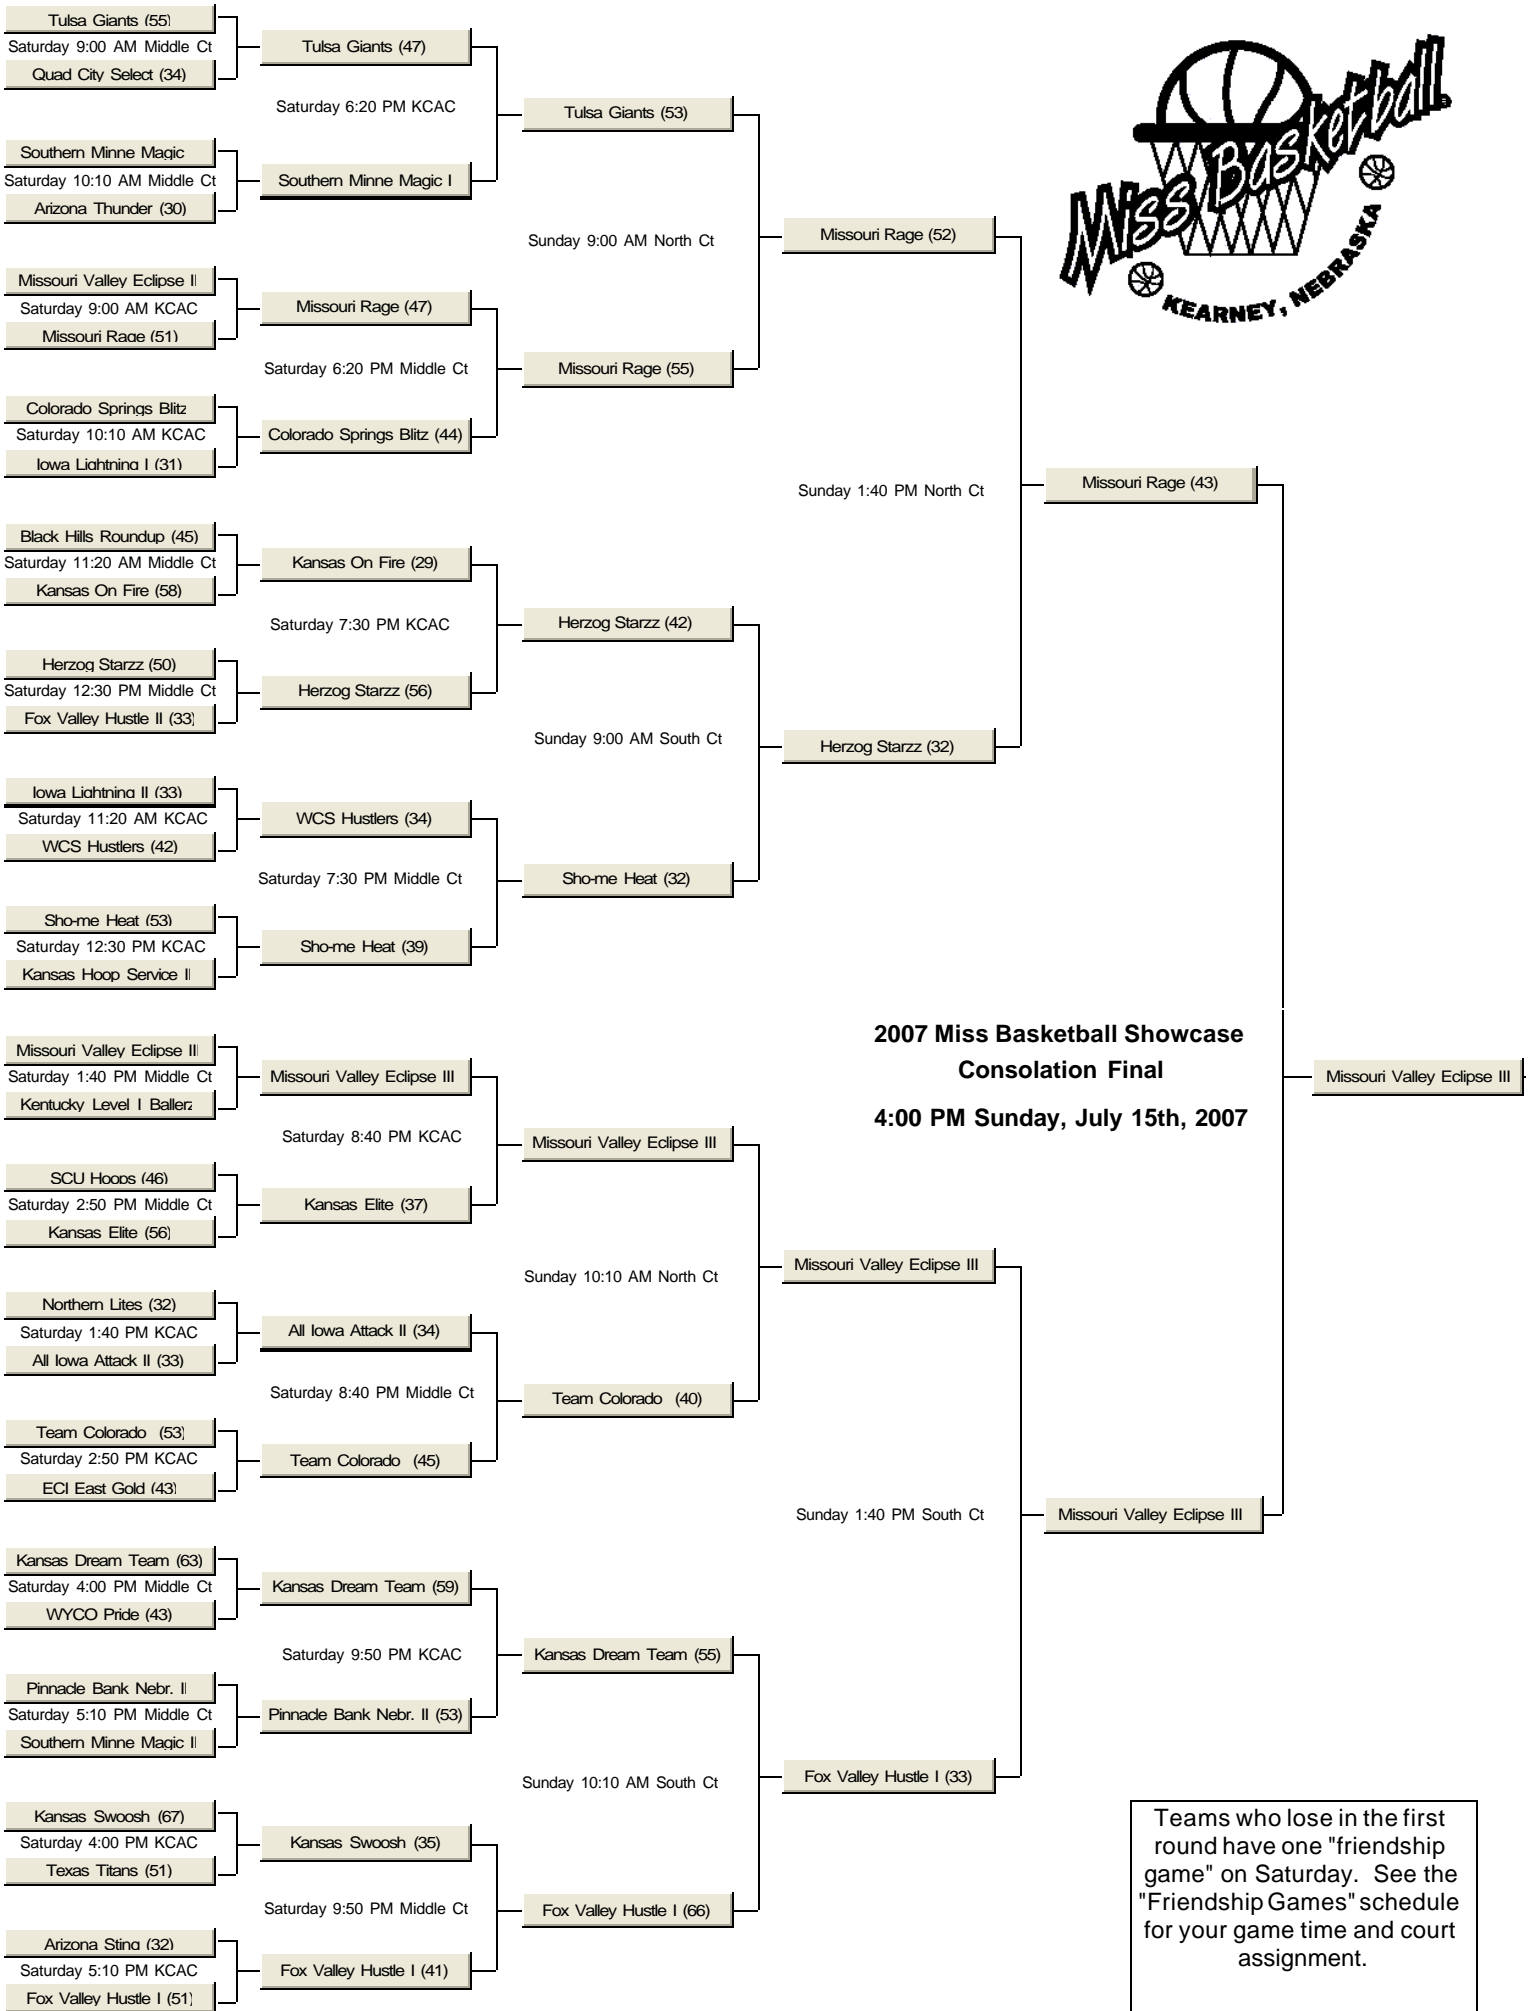 Tulsa Giants (55)
Saturday 9:00 AM Middle Ct
Quad City Select (34)
Southern Minne Magic
Saturday 10:10 AM Middle Ct
Arizona Thunder (30)
Missouri Valley Eclipse II
Saturday 9:00 AM KCAC
Missouri Rage (51)
Colorado Springs Blitz
Saturday 10:10 AM KCAC
Iowa Lightning I (31)
Black Hills Roundup (45)
Saturday 11:20 AM Middle Ct
Kansas On Fire (58)
Herzog Starzz (50)
Saturday 12:30 PM Middle Ct
Fox Valley Hustle II (33)
Iowa Lightning II (33)
Saturday 11:20 AM KCAC
WCS Hustlers (42)
Sho-me Heat (53)
Saturday 12:30 PM KCAC
Kansas Hoop Service II
Missouri Valley Eclipse III
Saturday 1:40 PM Middle Ct
Kentucky Level I Ballerz
SCU Hoops (46)
Saturday 2:50 PM Middle Ct
Kansas Elite (56)
Northern Lites (32)
Saturday 1:40 PM KCAC
All Iowa Attack II (33)
Team Colorado (53)
Saturday 2:50 PM KCAC
ECI East Gold (43)
Kansas Dream Team (63)
Saturday 4:00 PM Middle Ct
WYCO Pride (43)
Pinnacle Bank Nebr. II
Saturday 5:10 PM Middle Ct
Southern Minne Magic II
Kansas Swoosh (67)
Saturday 4:00 PM KCAC
Texas Titans (51)
Arizona Sting (32)
Saturday 5:10 PM KCAC
Fox Valley Hustle I (51)
Tulsa Giants (47)
Saturday 6:20 PM KCAC
Southern Minne Magic I
Missouri Rage (47)
Saturday 6:20 PM Middle Ct
Colorado Springs Blitz (44)
Kansas On Fire (29)
Saturday 7:30 PM KCAC
Herzog Starzz (56)
WCS Hustlers (34)
Saturday 7:30 PM Middle Ct
Sho-me Heat (39)
Missouri Valley Eclipse III
Saturday 8:40 PM KCAC
Kansas Elite (37)
All Iowa Attack II (34)
Saturday 8:40 PM Middle Ct
Team Colorado (45)
Kansas Dream Team (59)
Saturday 9:50 PM KCAC
Pinnacle Bank Nebr. II (53)
Kansas Swoosh (35)
Saturday 9:50 PM Middle Ct
Fox Valley Hustle I (41)
Tulsa Giants (53)
Sunday 9:00 AM North Ct
Missouri Rage (55)
Herzog Starzz (42)
Sunday 9:00 AM South Ct
Sho-me Heat (32)
Missouri Valley Eclipse III
Sunday 10:10 AM North Ct
Team Colorado (40)
Kansas Dream Team (55)
Sunday 10:10 AM South Ct
Fox Valley Hustle I (66)
Missouri Rage (52)
Sunday 1:40 PM North Ct
Herzog Starzz (32)
Missouri Valley Eclipse III
Sunday 1:40 PM South Ct
Fox Valley Hustle I (33)
Missouri Rage (43)
Missouri Valley Eclipse III
Missouri Valley Eclipse III
2007 Miss Basketball Showcase
Consolation Final
4:00 PM Sunday, July 15th, 2007
Miss Basketball
KEARNEY, NEBRASKA
Teams who lose in the first
round have one "friendship
game" on Saturday. See the
"Friendship Games" schedule
for your game time and court
assignment.